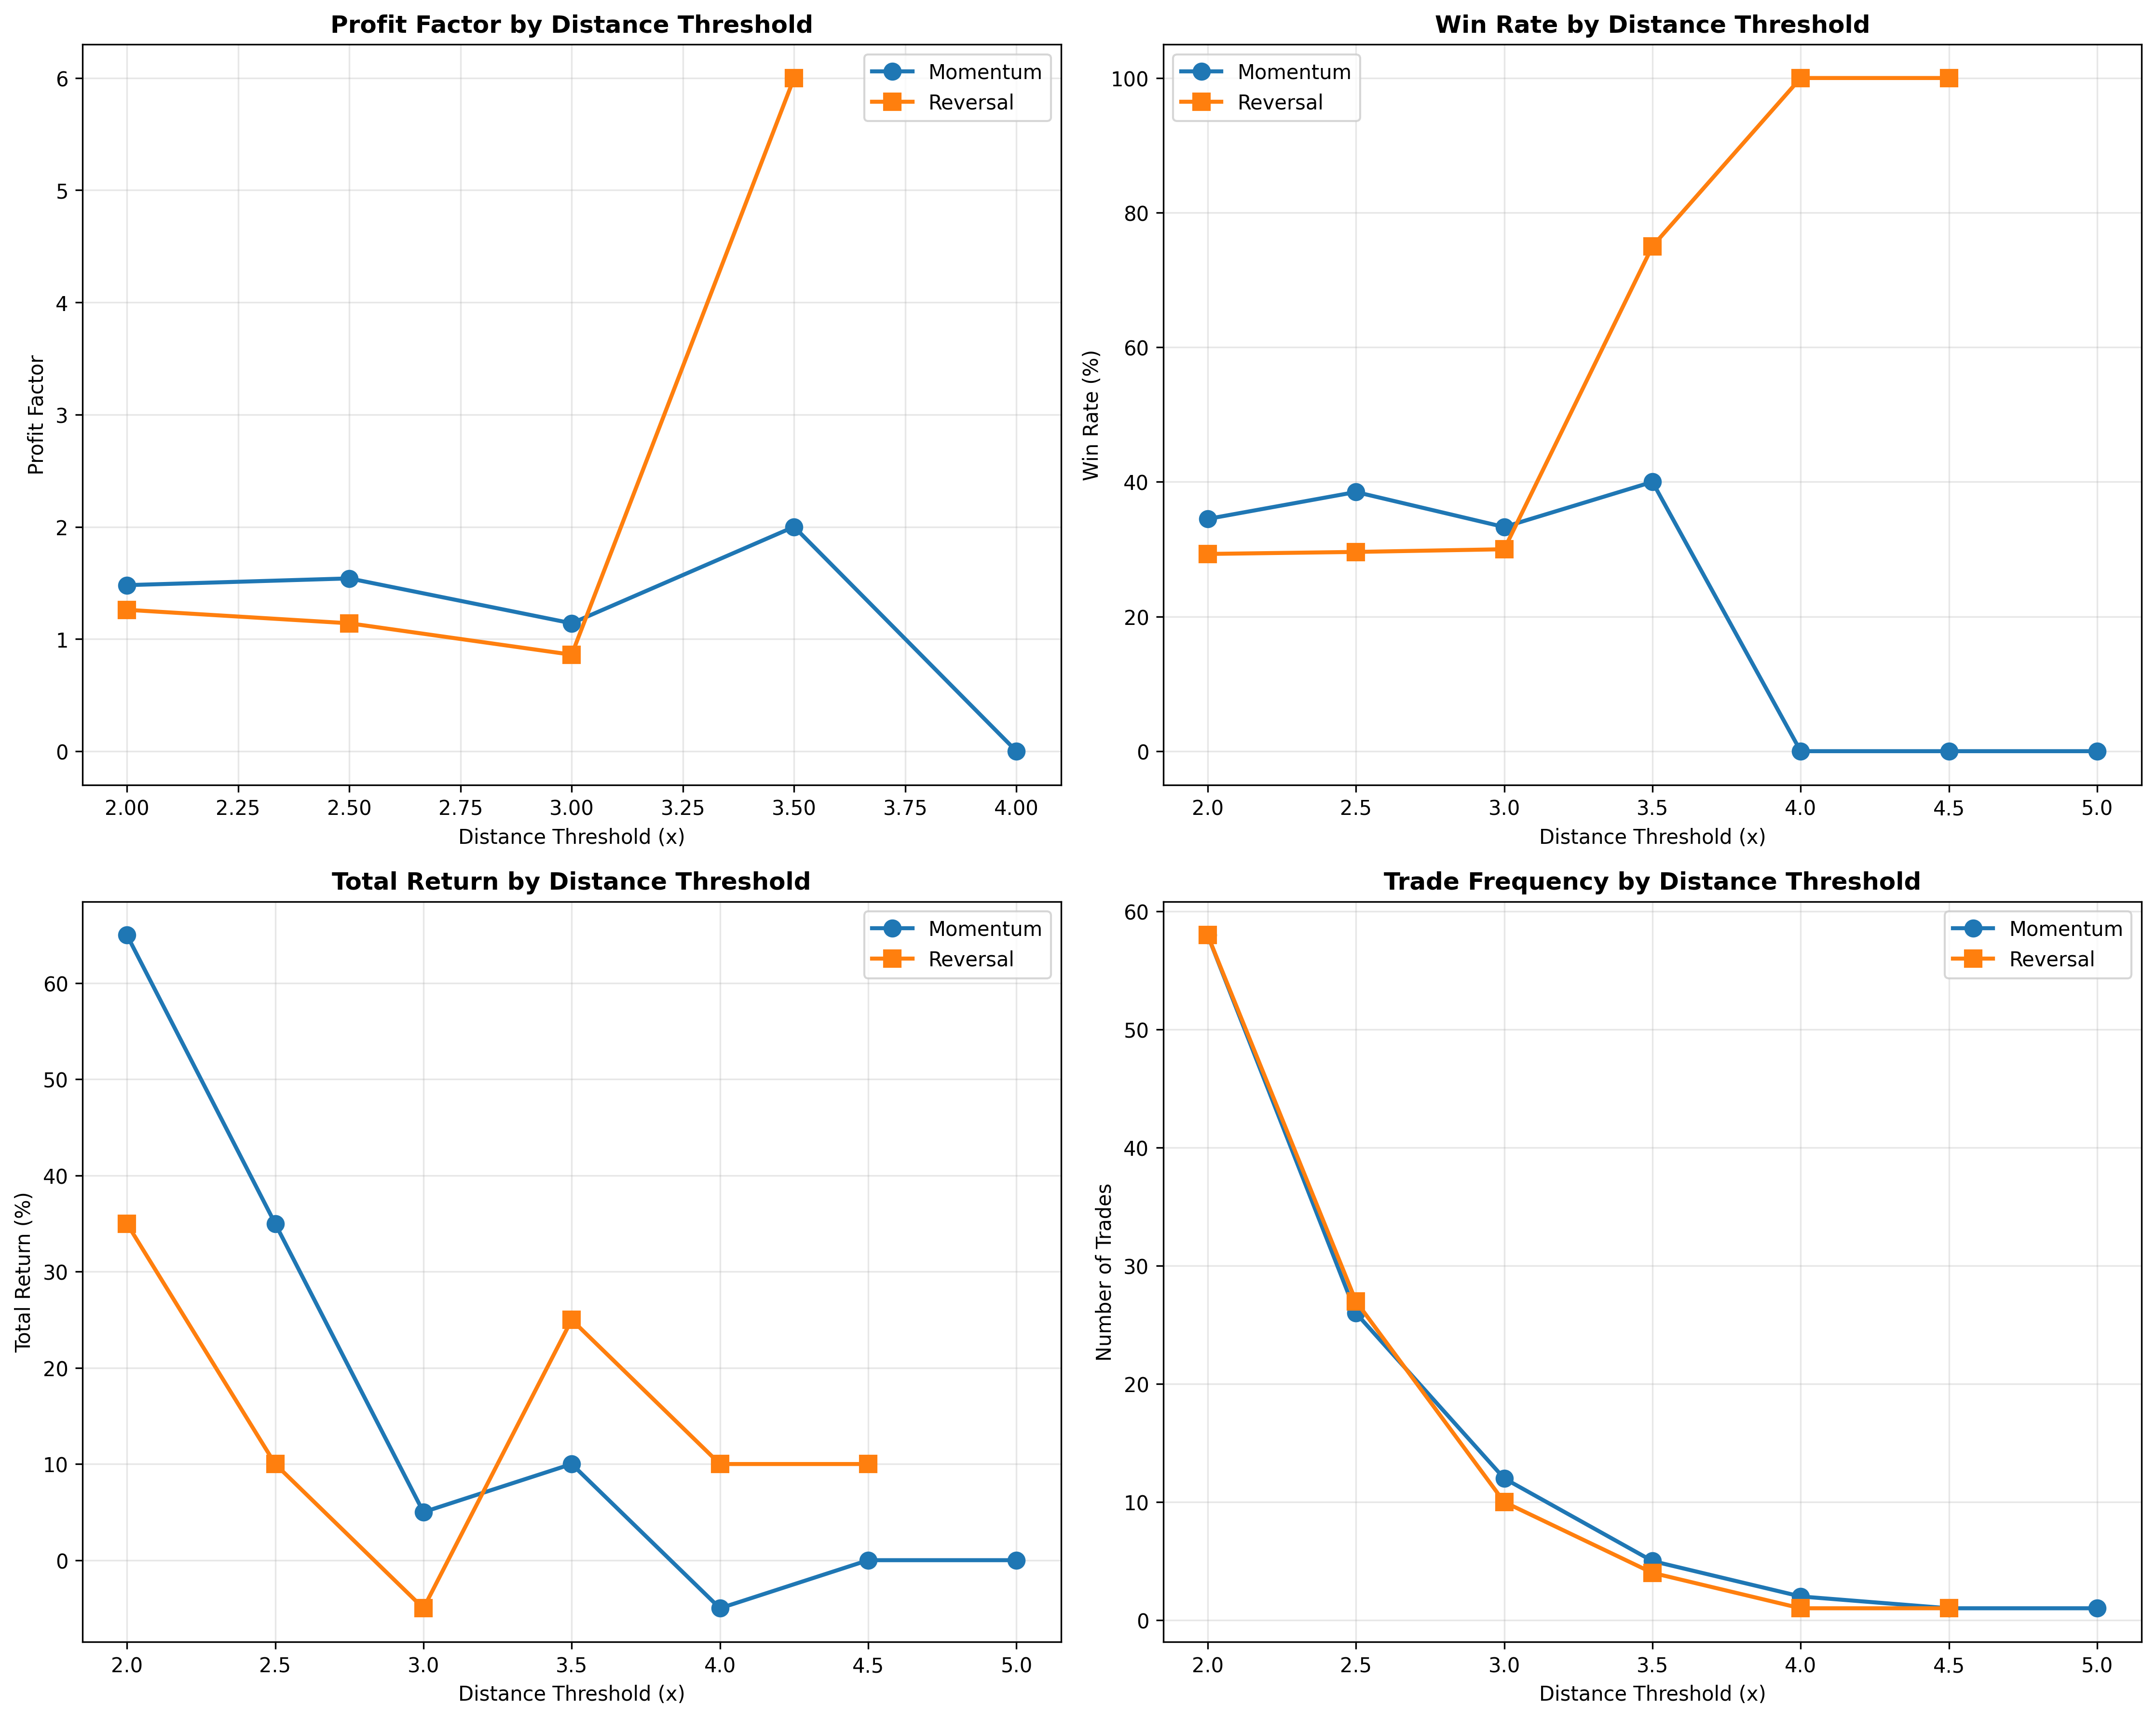 Profit Factor by Distance Threshold
Momentum
Reversal
6
5
4
3
2
1
0
Profit Factor
2.00 2.25 2.50 2.75 3.00 3.25 3.50 3.75 4.00
Distance Threshold (x)
Win Rate by Distance Threshold
Momentum
Reversal
100
80
60
40
20
0
Win Rate (%)
2.0 2.5 3.0 3.5 4.0 4.5 5.0
Distance Threshold (x)
Total Return by Distance Threshold
Momentum
Reversal
60
50
40
30
20
10
0
Total Return (%)
2.0 2.5 3.0 3.5 4.0 4.5 5.0
Distance Threshold (x)
Trade Frequency by Distance Threshold
Momentum
Reversal
60
50
40
30
20
10
0
Number of Trades
2.0 2.5 3.0 3.5 4.0 4.5 5.0
Distance Threshold (x)